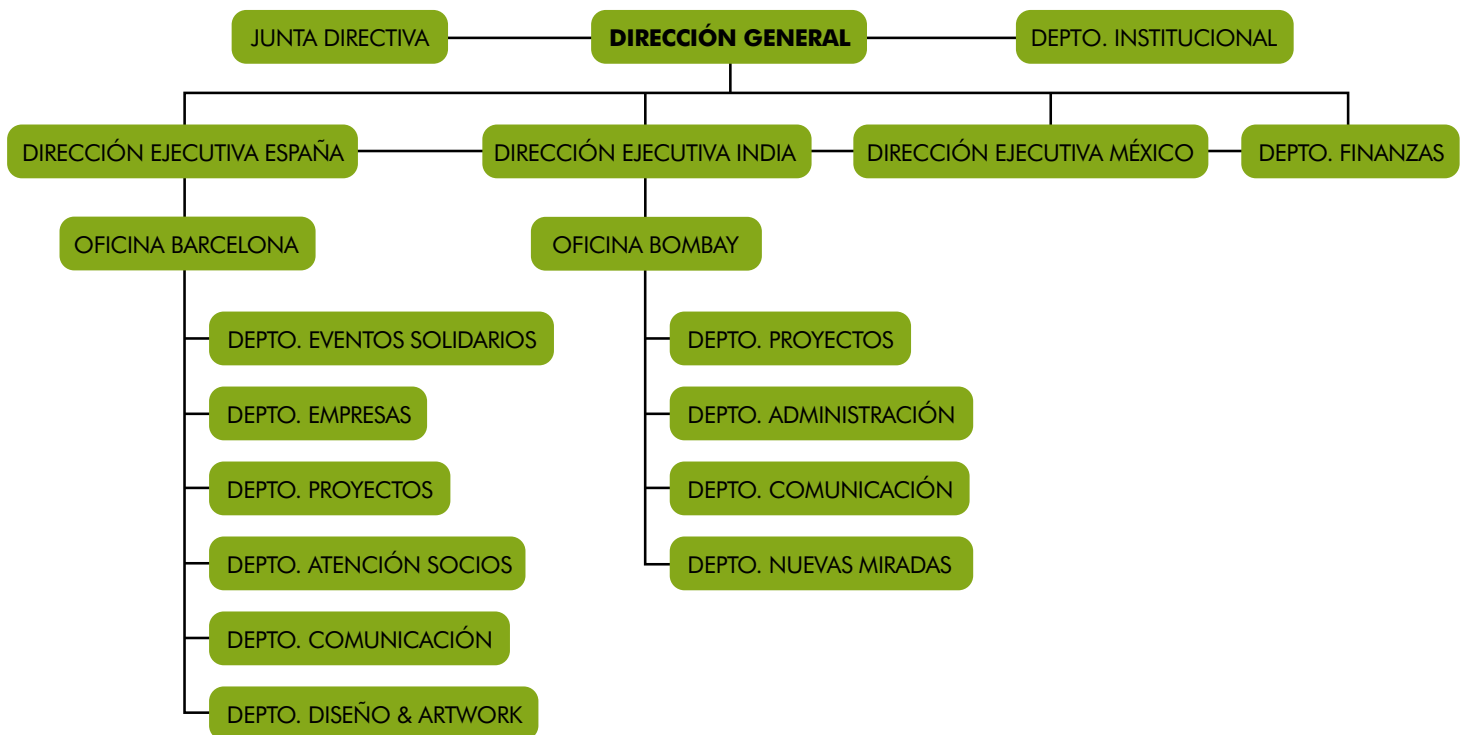 JUNTA DIRECTIVA
DIRECCIÓN GENERAL
DEPTO. INSTITUCIONAL
DIRECCIÓN EJECUTIVA ESPAÑA
DIRECCIÓN EJECUTIVA INDIA
DIRECCIÓN EJECUTIVA MÉXICO
DEPTO. FINANZAS
OFICINA BARCELONA
OFICINA BOMBAY
DEPTO. EVENTOS SOLIDARIOS
DEPTO. EMPRESAS
DEPTO. PROYECTOS
DEPTO. ATENCIÓN SOCIOS
DEPTO. COMUNICACIÓN
DEPTO. DISEÑO & ARTWORK
DEPTO. PROYECTOS
DEPTO. ADMINISTRACIÓN
DEPTO. COMUNICACIÓN
DEPTO. NUEVAS MIRADAS